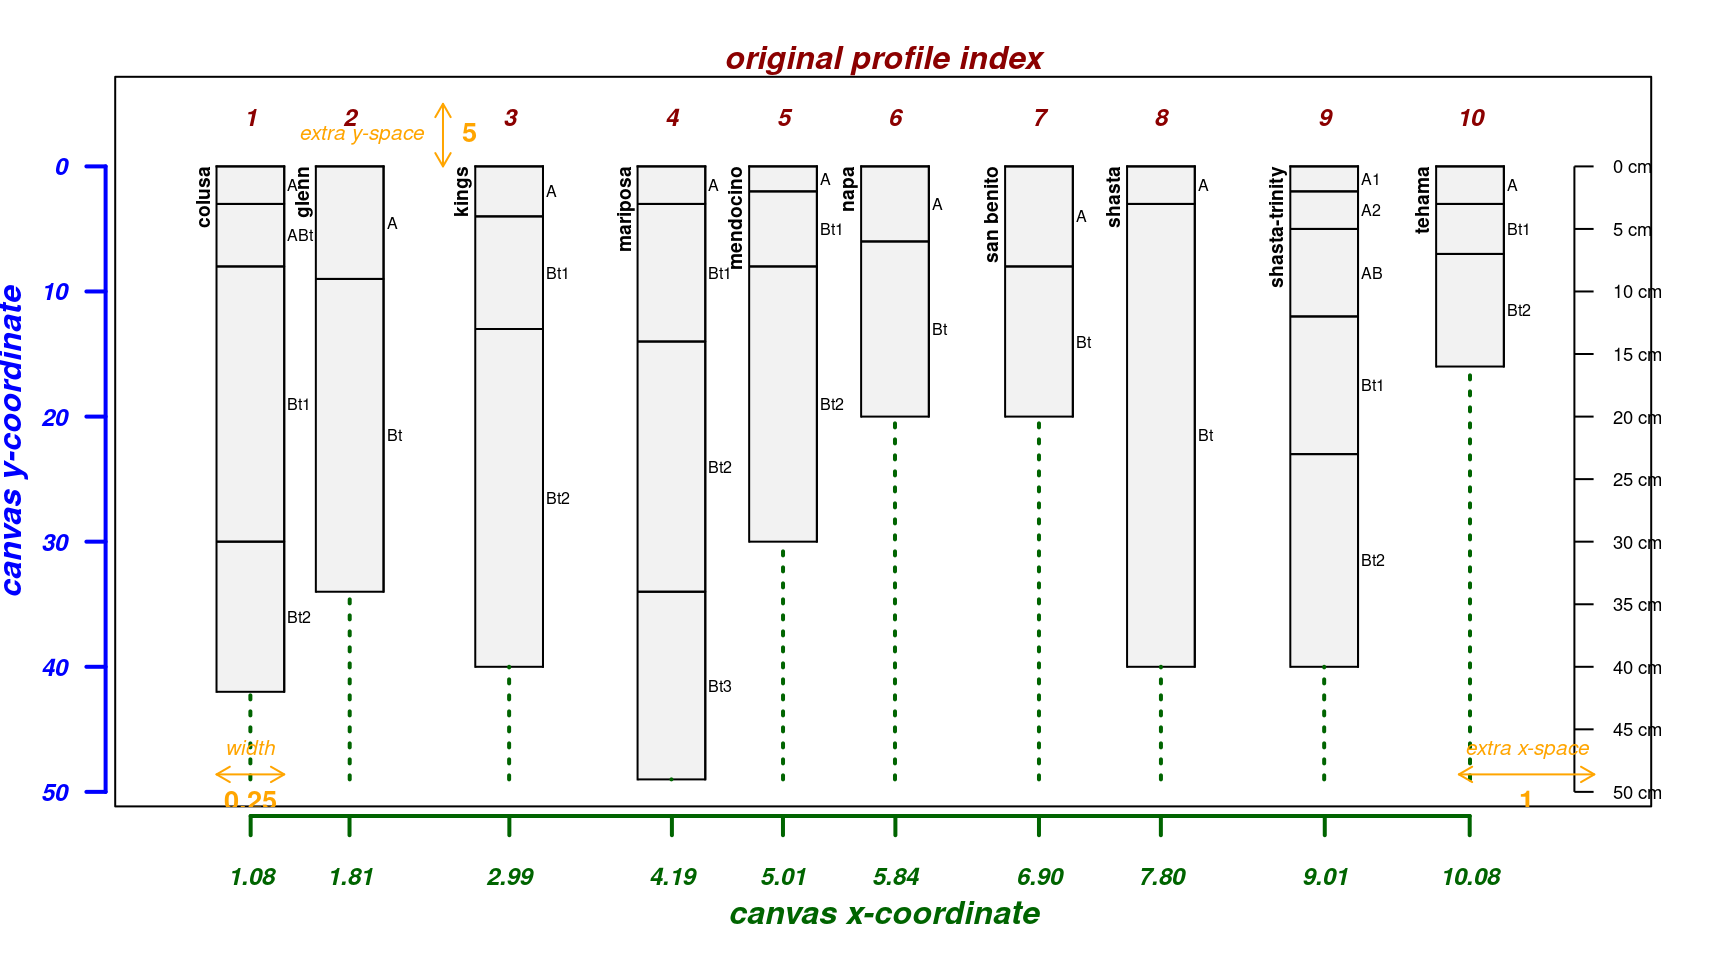 original profile index
1 2 3 4 5 6 7 8 9 10
extra y-space 5
canvas y-coordinate
0
10
20
30
40
50
colusa
A
ABt
Bt1
Bt2
glenn
A
Bt
kings
A
Bt1
Bt2
mariposa
A
Bt1
Bt2
Bt3
mendocino
A
Bt1
Bt2
napa
A
Bt
san benito
A
Bt
shasta
A
Bt
shasta-trinity
A1
A2
AB
Bt1
Bt2
tehama
A
Bt1
Bt2
0 cm
5 cm
10 cm
15 cm
20 cm
25 cm
30 cm
35 cm
40 cm
45 cm
50 cm
width
0.25
extra x-space
1
1.08 1.81 2.99 4.19 5.01 5.84 6.90 7.80 9.01 10.08
canvas x-coordinate